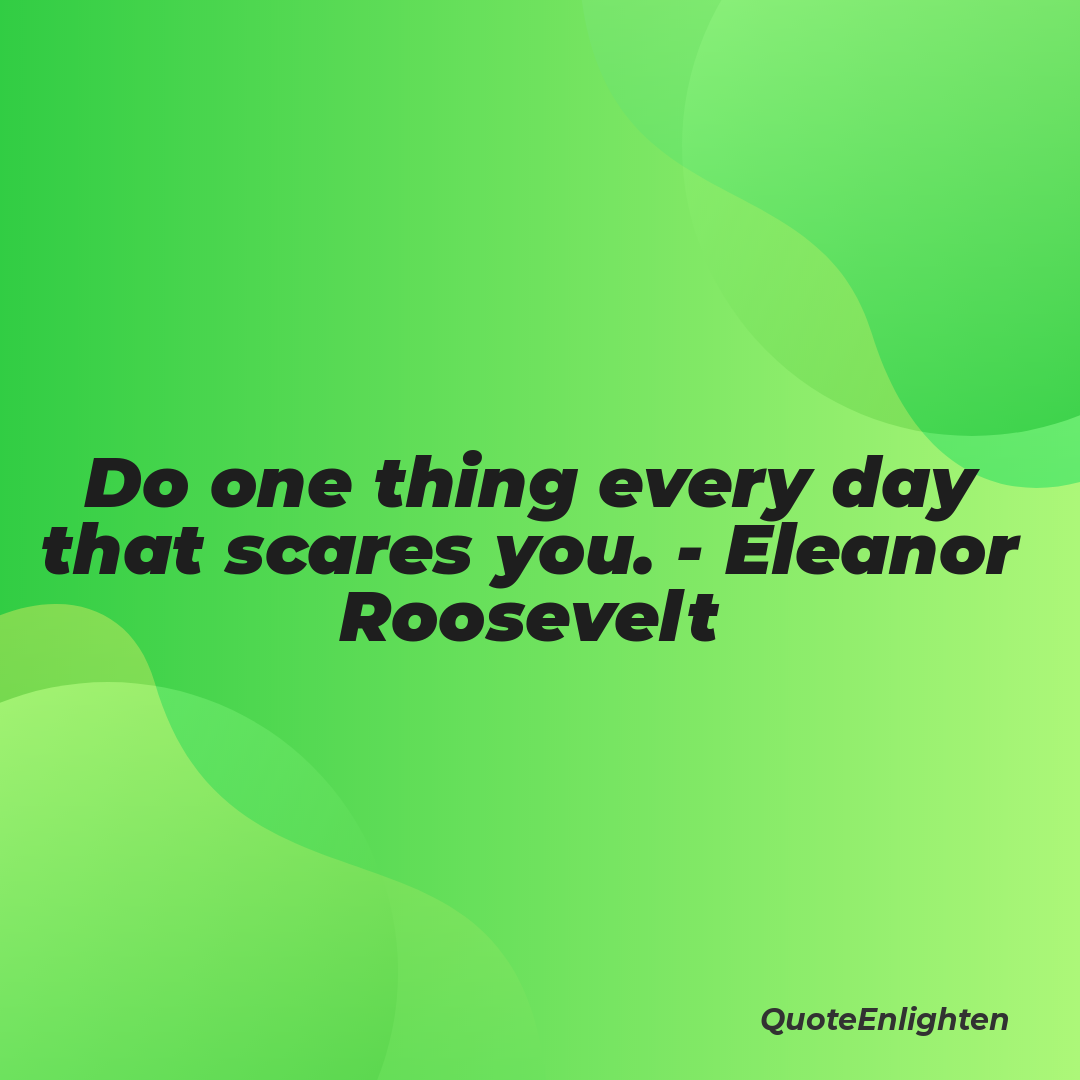 Do one thing every day
that scares you. - Eleanor
Roosevelt
QuoteEnlighten